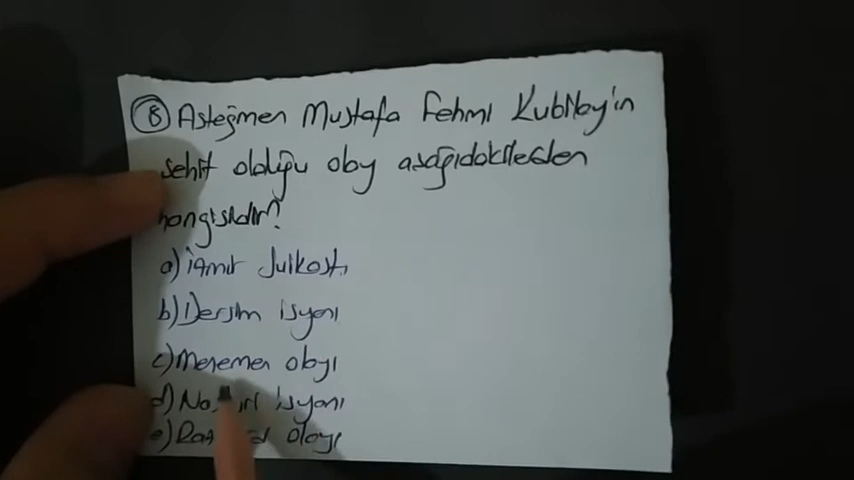 8 Asteğmen Mustafa Fehmi Kubilay'ın
şehit olduğu olay aşağıdakilerden
hangisidir?
a) İzmir Suikastı
b) Dersim isyanı
c) Menemen olayı
d) isyanı
e) olayı